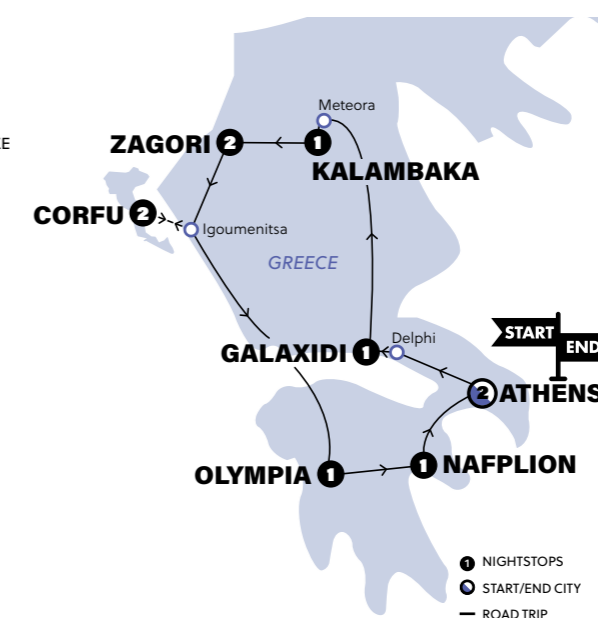 Meteora
ZAGORI 2
1
KALAMBAKA
CORFU 2
Igoumenitsa
GREECE
START
END
GALAXIDI 1
Delphi
2 ATHENS
OLYMPIA 1
1 NAFPLION
1 NIGHTSTOPS
START/END CITY
ROAD TRIP